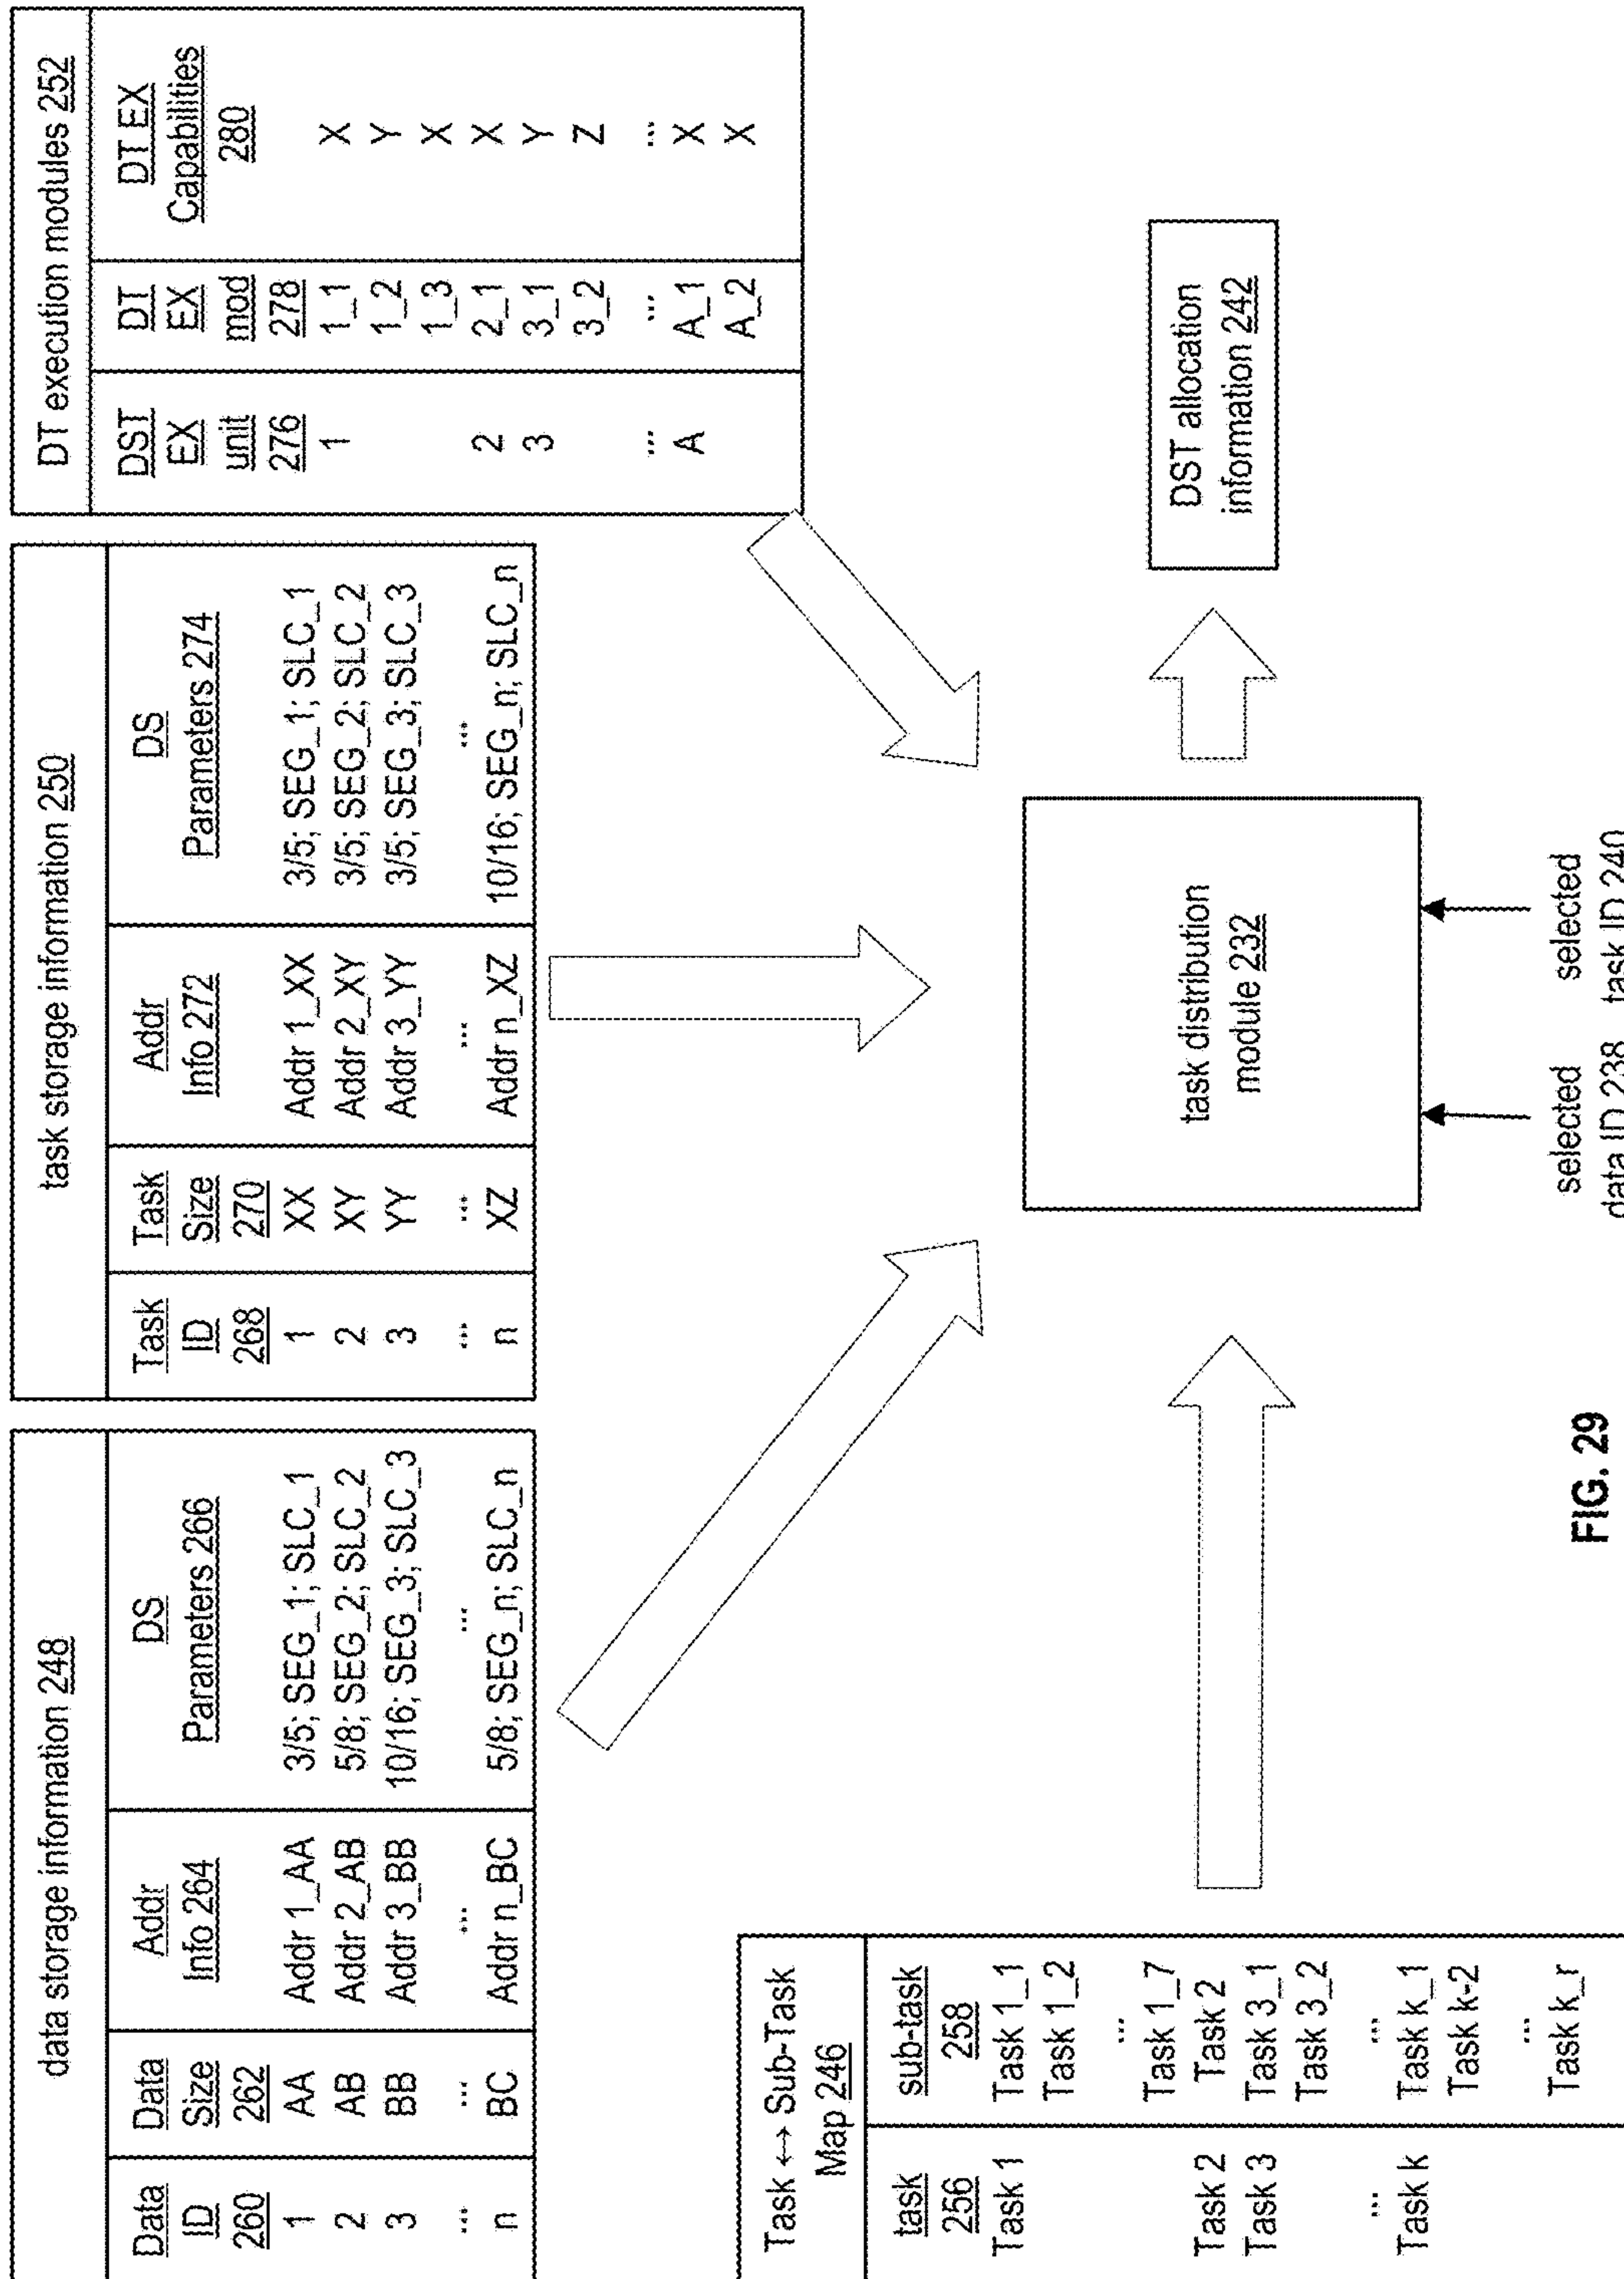 data storage information 248
Data ID 260 Data Size 262 Addr Info 264 DS Parameters 266
1 AA Addr 1_AA 3/5; SEG_1; SLC_1
2 AB Addr 2_AB 5/8; SEG_2; SLC_2
3 BB Addr 3_BB 10/16; SEG_3; SLC_3
... ... ... ...
n BC Addr n_BC 5/8; SEG_n; SLC_n
task storage information 250
Task ID 268 Task Size 270 Addr Info 272 DS Parameters 274
1 XX Addr 1_XX 3/5; SEG_1; SLC_1
2 XY Addr 2_XY 3/5; SEG_2; SLC_2
3 YY Addr 3_YY 3/5; SEG_3; SLC_3
... ... ... ...
n XZ Addr n_XZ 10/16; SEG_n; SLC_n
DT execution modules 252
DST EX unit 276 DT EX mod 278 DT EX Capabilities 280
1 1_1 X
1_2 Y
1_3 X
2 2_1 X
3 3_1 Y
3_2 Z
... ... ...
A A_1 X
A_2 X
Task ↔ Sub-Task
Map 246
task 256 sub-task 258
Task 1 Task 1_1
Task 1_2
...
Task 1_7
Task 2 Task 2
Task 3 Task 3_1
Task 3_2
... ...
Task k Task k_1
Task k-2
...
Task k_r
task distribution
module 232
DST allocation
information 242
selected
data ID 238
selected
task ID 240
FIG. 29